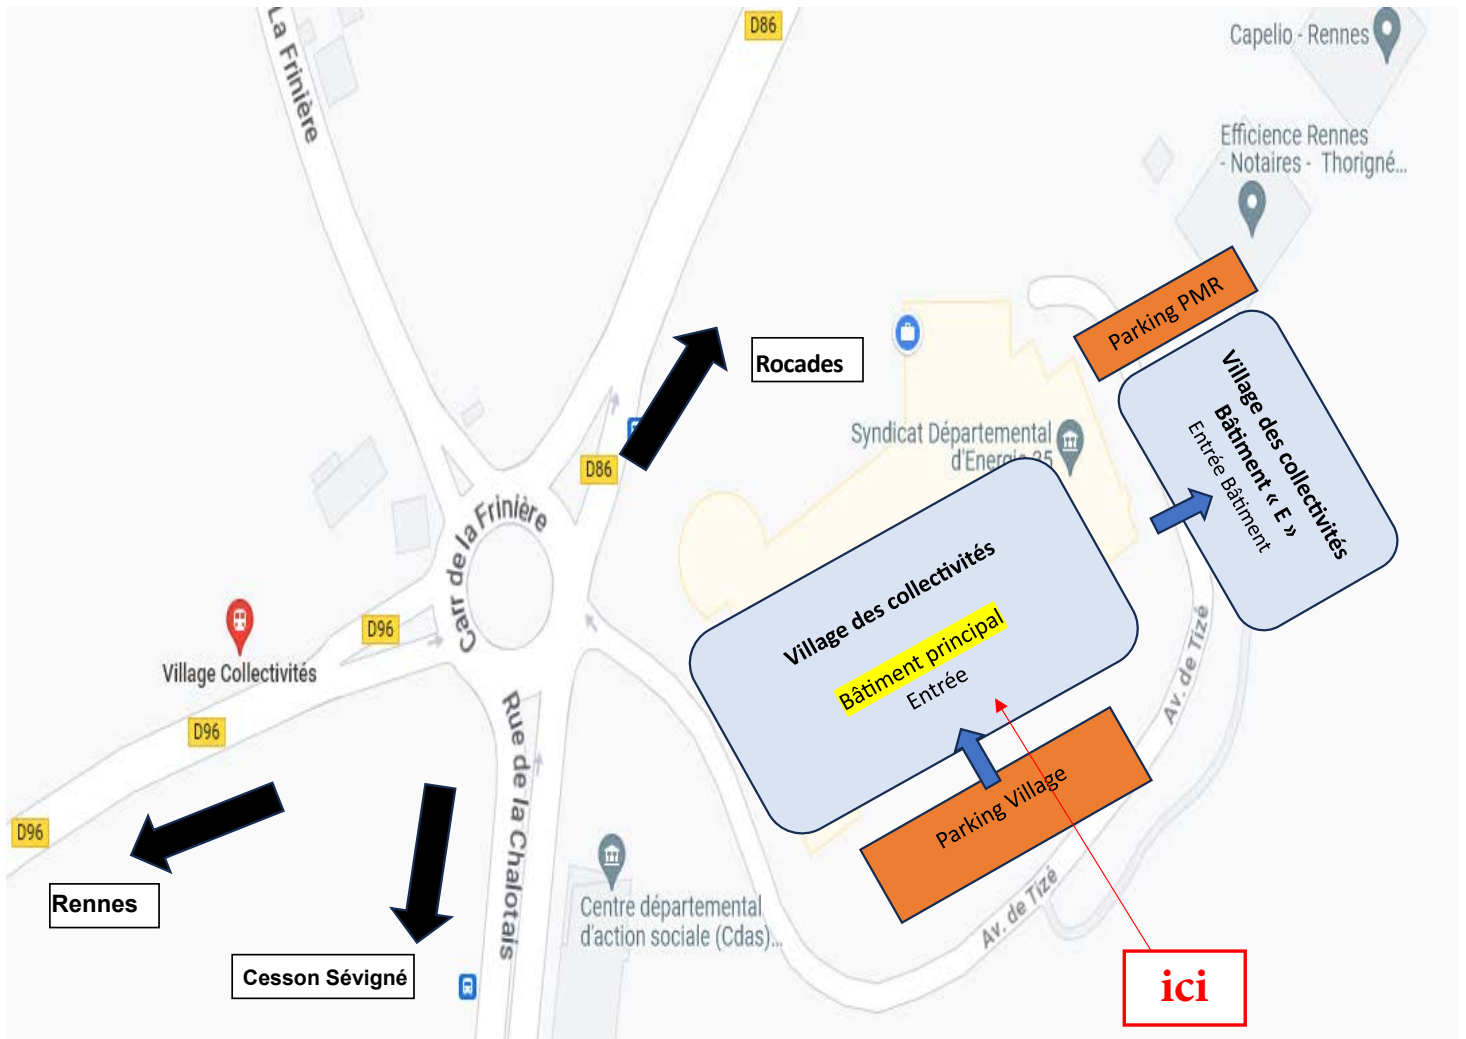 La Frinière
D86
Capelio - Rennes
Efficience Rennes
- Notaires - Thorigné...
Parking PMR
Rocades
Village des collectivités
Bâtiment « E »
Entrée Bâtiment
Syndicat Départemental
d'Energie 35
D86
Carr de la Frinière
Village des collectivités
Bâtiment principal
Entrée
D96
Village Collectivités
D96
Av. de Tizé
Rue de la Chalotais
Parking Village
D96
Rennes
Centre départemental
d'action sociale (Cdas)...
Av. de Tizé
Cesson Sévigné
ici